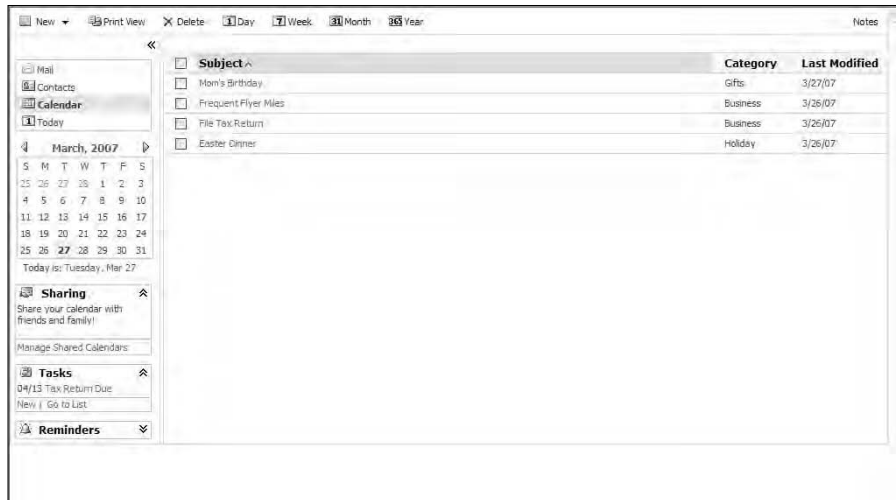 New Print View Delete 1 Day 7 Week 31 Month 365 Year Notes
«
Mail
Contacts
Calendar
1 Today
March, 2007
S M T W T F S
25 26 27 28 1 2 3
4 5 6 7 8 9 10
11 12 13 14 15 16 17
18 19 20 21 22 23 24
25 26 27 28 29 30 31
Today is: Tuesday, Mar 27
Sharing
Share your calendar with
friends and family!
Manage Shared Calendars
Tasks
04/13 Tax Return Due
New | Go to List
Reminders
Subject Category Last Modified
Mom's Birthday Gifts 3/27/07
Frequent Flyer Miles Business 3/26/07
File Tax Return Business 3/26/07
Easter Dinner Holiday 3/26/07